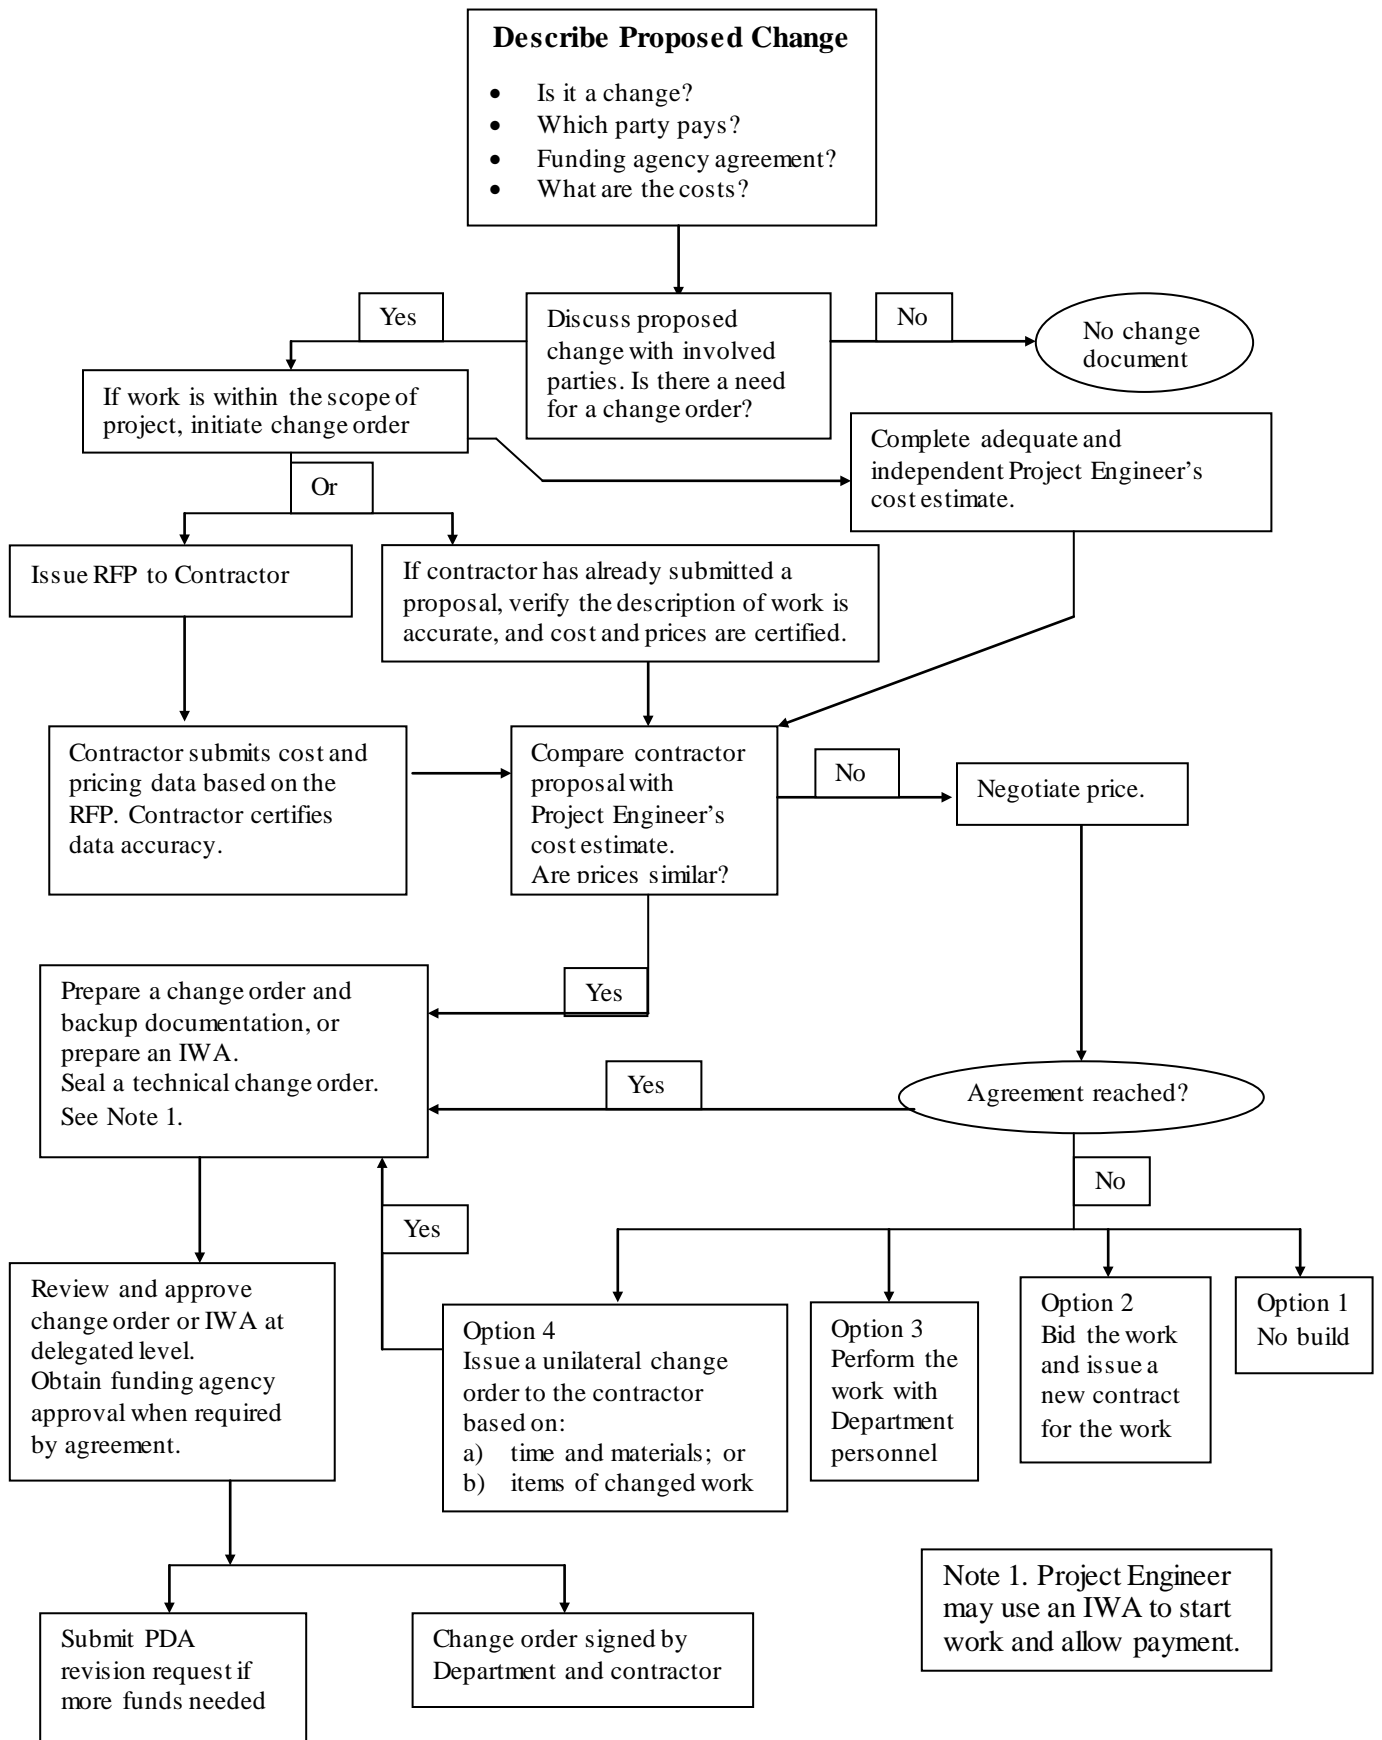 Describe Proposed Change
• Is it a change?
• Which party pays?
• Funding agency agreement?
• What are the costs?
Yes
Discuss proposed
change with involved
parties. Is there a need
for a change order?
No
No change
document
If work is within the scope of
project, initiate change order
Complete adequate and
independent Project Engineer's
cost estimate.
Or
Issue RFP to Contractor
If contractor has already submitted a
proposal, verify the description of work is
accurate, and cost and prices are certified.
Contractor submits cost and
pricing data based on the
RFP. Contractor certifies
data accuracy.
Compare contractor
proposal with
Project Engineer's
cost estimate.
Are prices similar?
No
Negotiate price.
Yes
Prepare a change order and
backup documentation, or
prepare an IWA.
Seal a technical change order.
See Note 1.
Yes
Agreement reached?
No
Yes
Review and approve
change order or IWA at
delegated level.
Obtain funding agency
approval when required
by agreement.
Option 4
Issue a unilateral change
order to the contractor
based on:
a) time and materials; or
b) items of changed work
Option 3
Perform the
work with
Department
personnel
Option 2
Bid the work
and issue a
new contract
for the work
Option 1
No build
Note 1. Project Engineer
may use an IWA to start
work and allow payment.
Submit PDA
revision request if
more funds needed
Change order signed by
Department and contractor